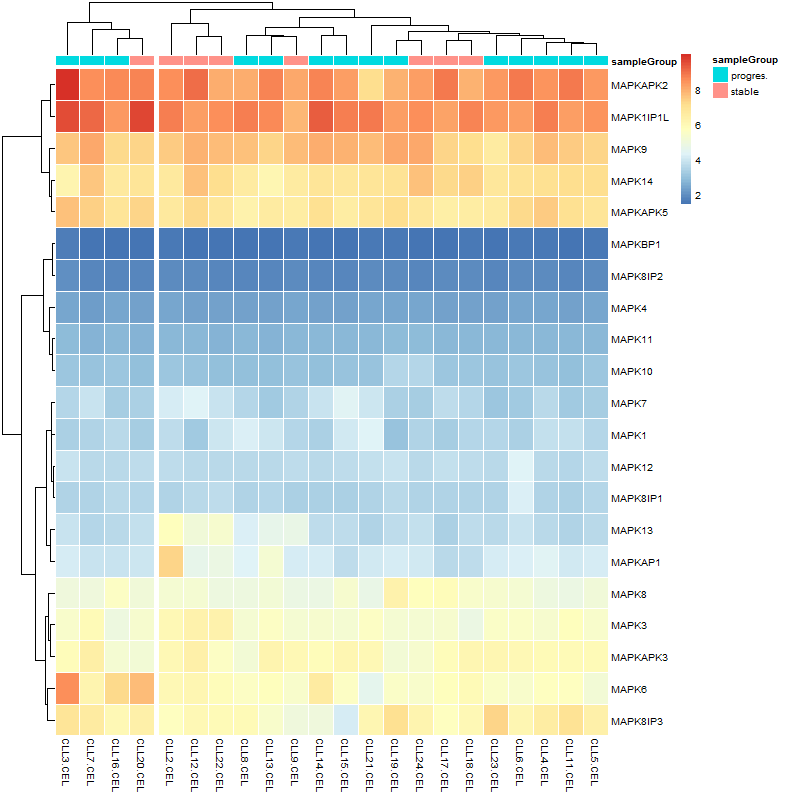 sampleGroup
sampleGroup
progres.
stable
8
6
4
2
MAPKAPK2
MAPK1IP1L
MAPK9
MAPK14
MAPKAPK5
MAPKBP1
MAPK8IP2
MAPK4
MAPK11
MAPK10
MAPK7
MAPK1
MAPK12
MAPK8IP1
MAPK13
MAPKAP1
MAPK8
MAPK3
MAPKAPK3
MAPK6
MAPK8IP3
CLL3.CEL
CLL7.CEL
CLL16.CEL
CLL20.CEL
CLL2.CEL
CLL12.CEL
CLL22.CEL
CLL8.CEL
CLL13.CEL
CLL9.CEL
CLL14.CEL
CLL15.CEL
CLL21.CEL
CLL19.CEL
CLL24.CEL
CLL17.CEL
CLL18.CEL
CLL23.CEL
CLL6.CEL
CLL4.CEL
CLL11.CEL
CLL5.CEL